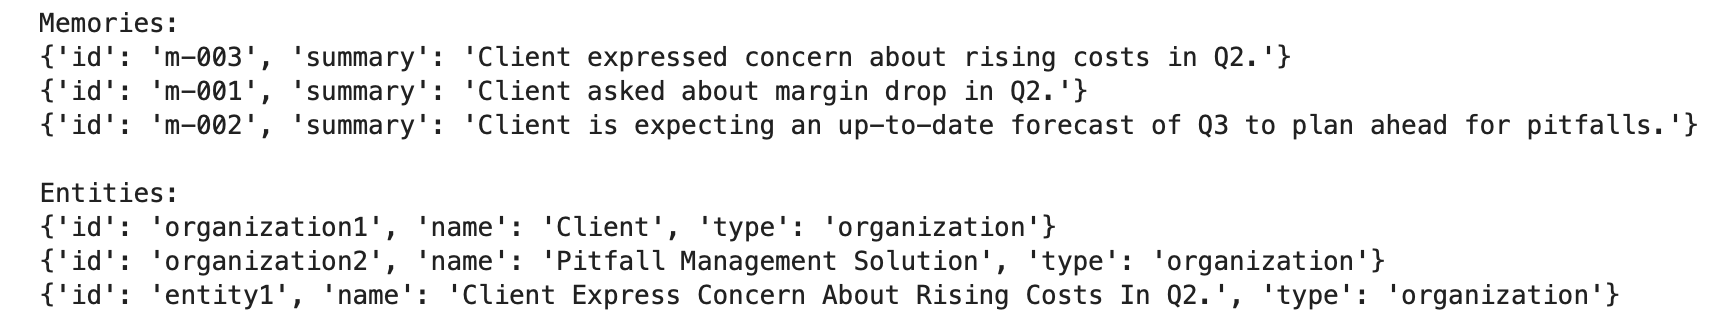 Memories:
{'id': 'm-003', 'summary': 'Client expressed concern about rising costs in Q2.'}
{'id': 'm-001', 'summary': 'Client asked about margin drop in Q2.'}
{'id': 'm-002', 'summary': 'Client is expecting an up-to-date forecast of Q3 to plan ahead for pitfalls.'}
Entities:
{'id': 'organization1', 'name': 'Client', 'type': 'organization'}
{'id': 'organization2', 'name': 'Pitfall Management Solution', 'type': 'organization'}
{'id': 'entity1', 'name': 'Client Express Concern About Rising Costs In Q2.', 'type': 'organization'}